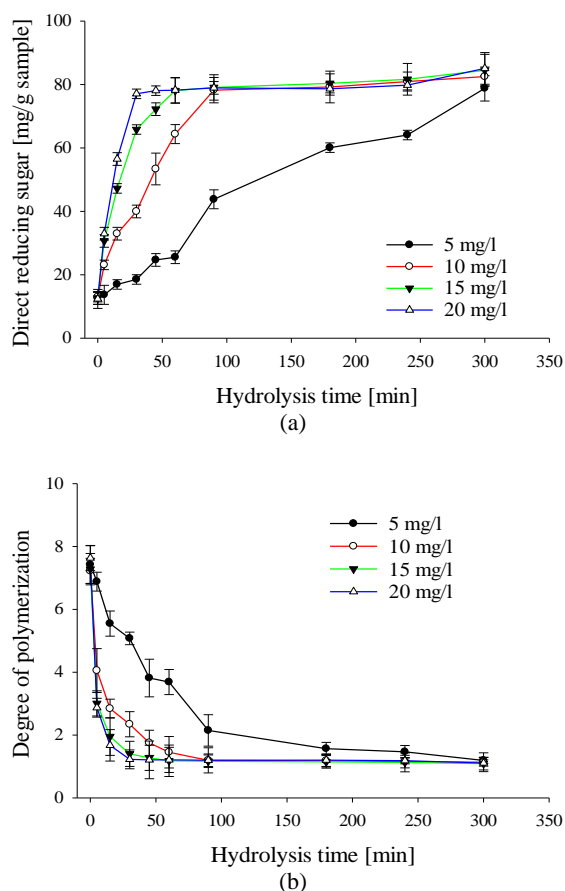 Direct reducing sugar [mg/g sample]
100
80
60
40
20
0
5 mg/l
10 mg/l
15 mg/l
20 mg/l
0 50 100 150 200 250 300 350
Hydrolysis time [min]
(a)
Degree of polymerization
10
8
6
4
2
0
5 mg/l
10 mg/l
15 mg/l
20 mg/l
0 50 100 150 200 250 300 350
Hydrolysis time [min]
(b)